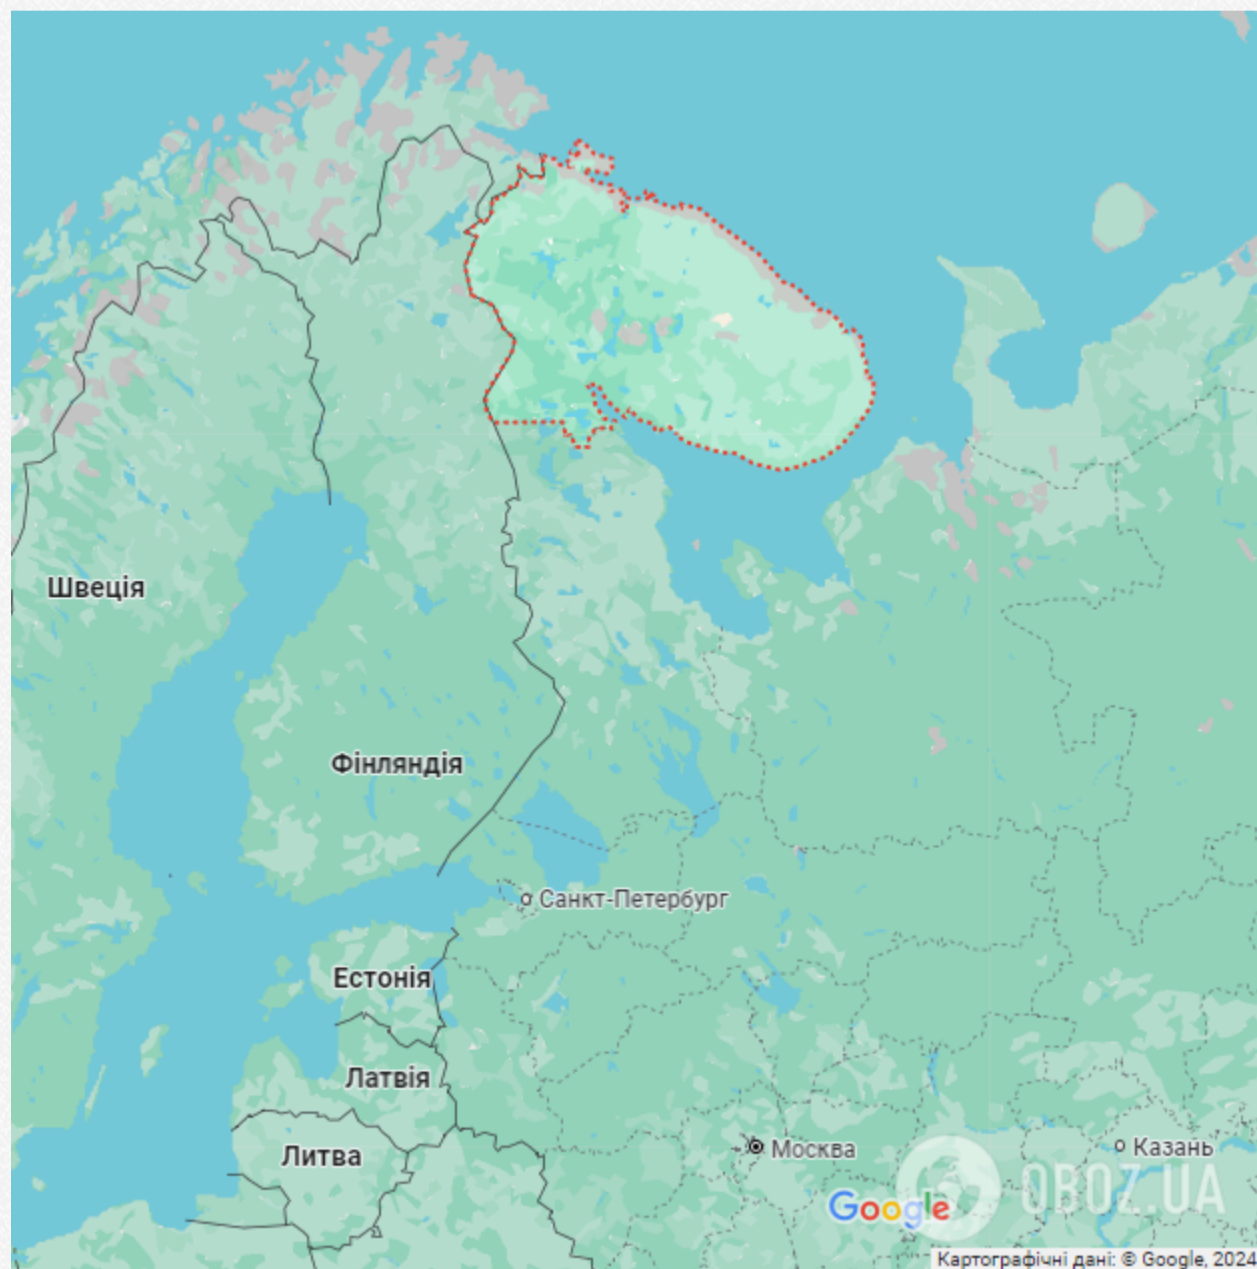 Швеція
Фінляндія
Санкт-Петербург
Естонія
Латвія
Литва
Москва
Казань
Google
OBOZ.UA
Картографічні дані: © Google, 2024